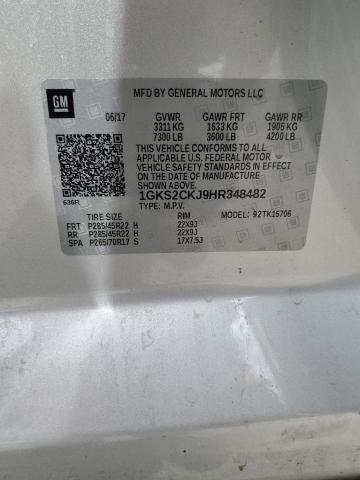 GM
MFD BY GENERAL MOTORS LLC
06/17 GVWR GAWR FRT GAWR RR
3311 KG 1633 KG 1905 KG
7300 LB 3600 LB 4200 LB
THIS VEHICLE CONFORMS TO ALL
APPLICABLE U.S. FEDERAL MOTOR
VEHICLE SAFETY
STANDARDS IN EFFECT
ON THE DATE OF MANUFACTURE
SHOWN ABOVE.
1GKS2CKJ9HR348482
636R TYPE: M.P.V.
TIRE SIZE RIM MODEL: 92TK15706
FRT P285/45R22 H 22X9J
RR P285/45R22 H 22X9J
SPA P265/70R17 S 17X7.5J